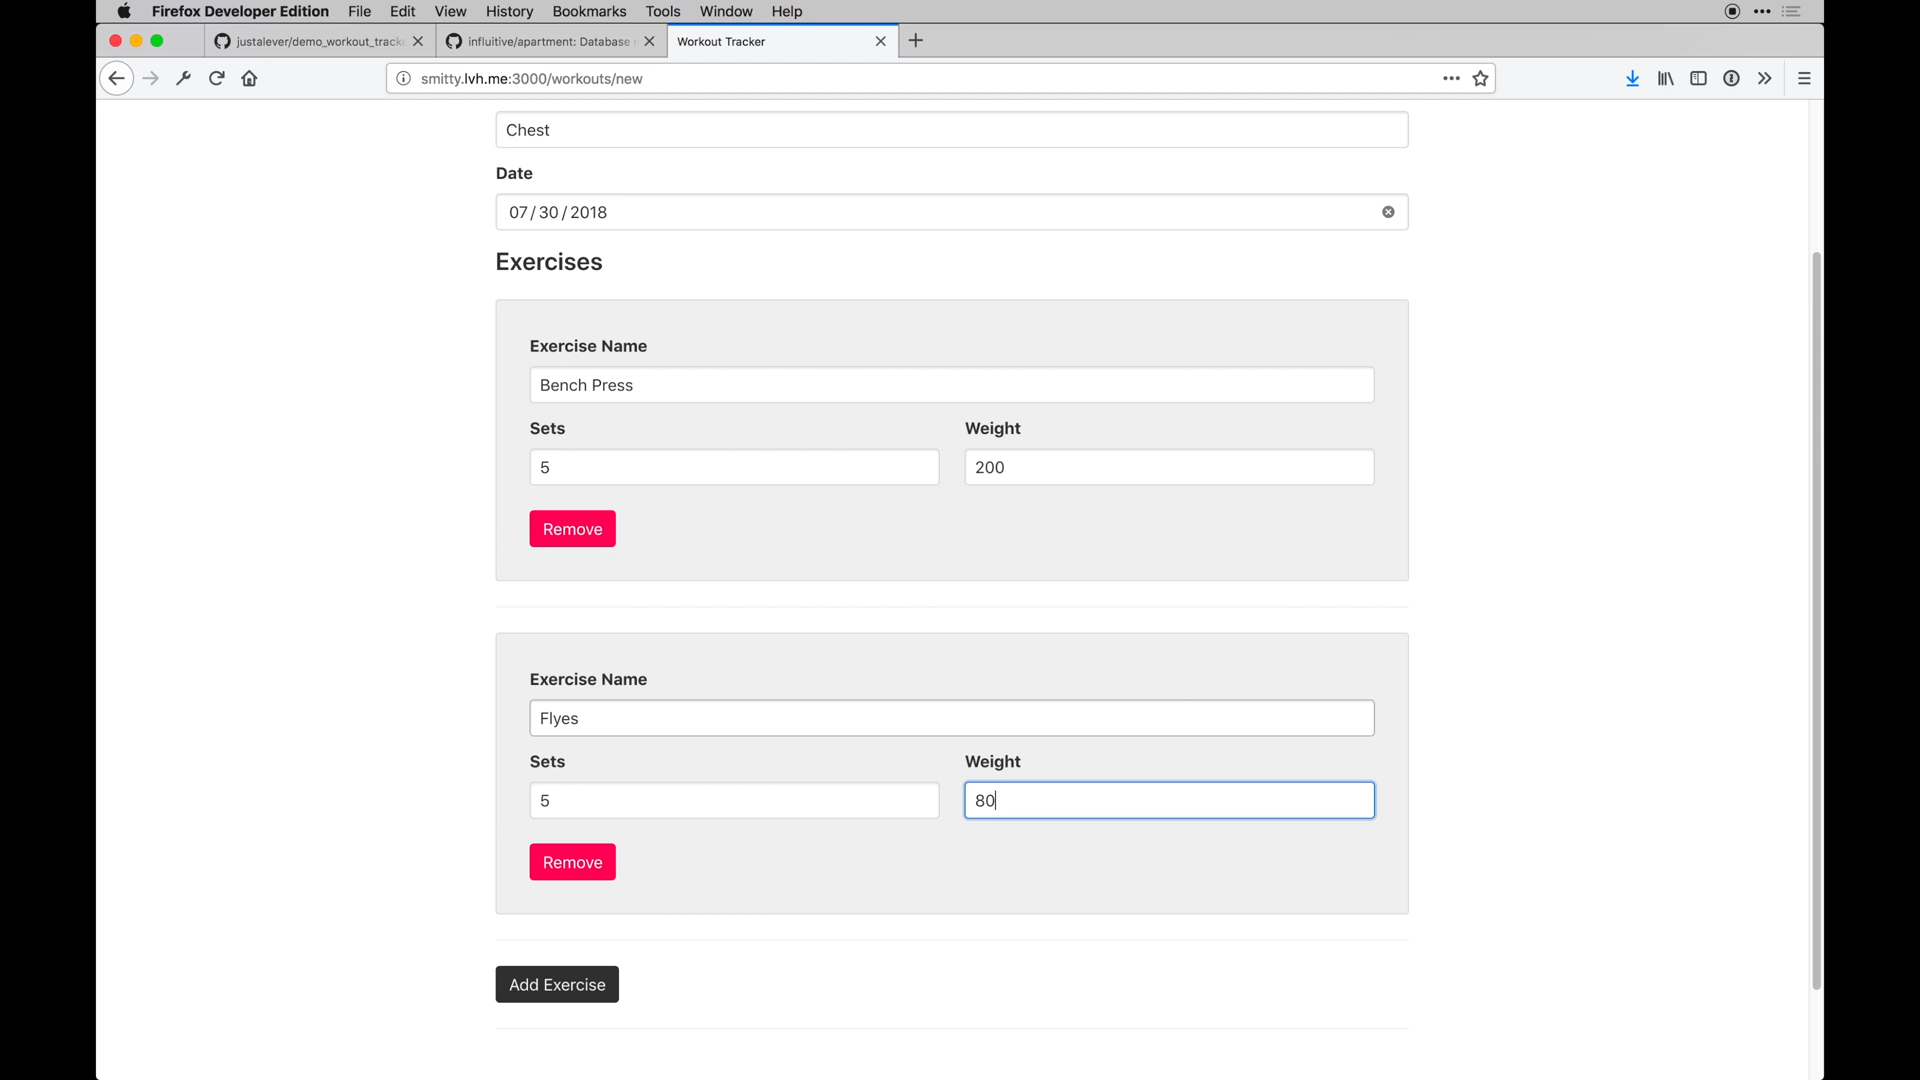 Firefox Developer Edition File Edit View History Bookmarks Tools Window Help
justalever/demo_workout_tracke influitive/apartment: Database Workout Tracker
smitty.lvh.me:3000/workouts/new
Chest
Date
07/30/2018
Exercises
Exercise Name
Bench Press
Sets Weight
5 200
Remove
Exercise Name
Flyes
Sets Weight
5 80
Remove
Add Exercise